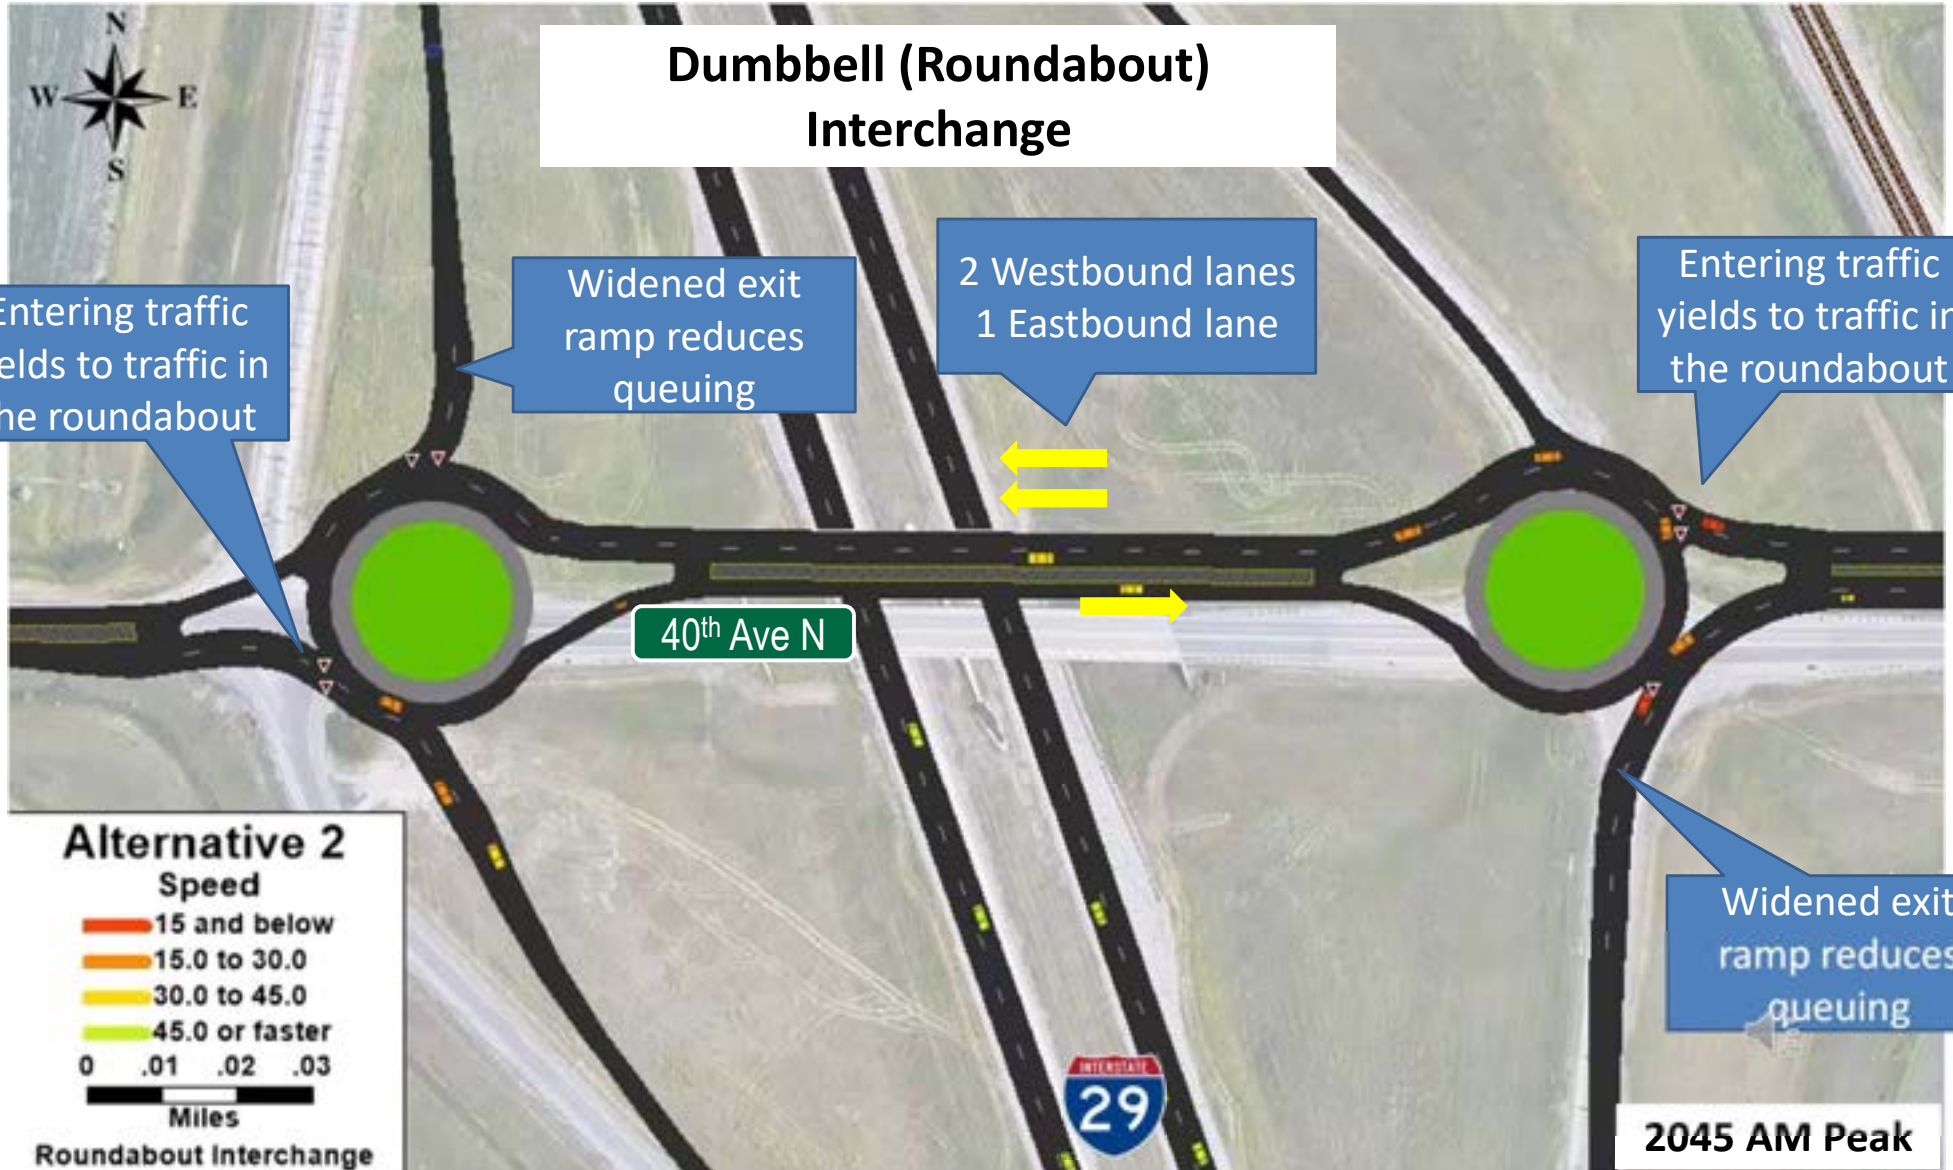 N
W E
S
Dumbbell (Roundabout)
Interchange
Entering traffic
elds to traffic in
he roundabout
Widened exit
ramp reduces
queuing
2 Westbound lanes
1 Eastbound lane
Entering traffic
yields to traffic in
the roundabout
40th Ave N
Alternative 2
Speed
15 and below
15.0 to 30.0
30.0 to 45.0
45.0 or faster
0 .01 .02 .03
Miles
Roundabout Interchange
Widened exit
ramp reduces
queuing
INTERSTATE
29
2045 AM Peak